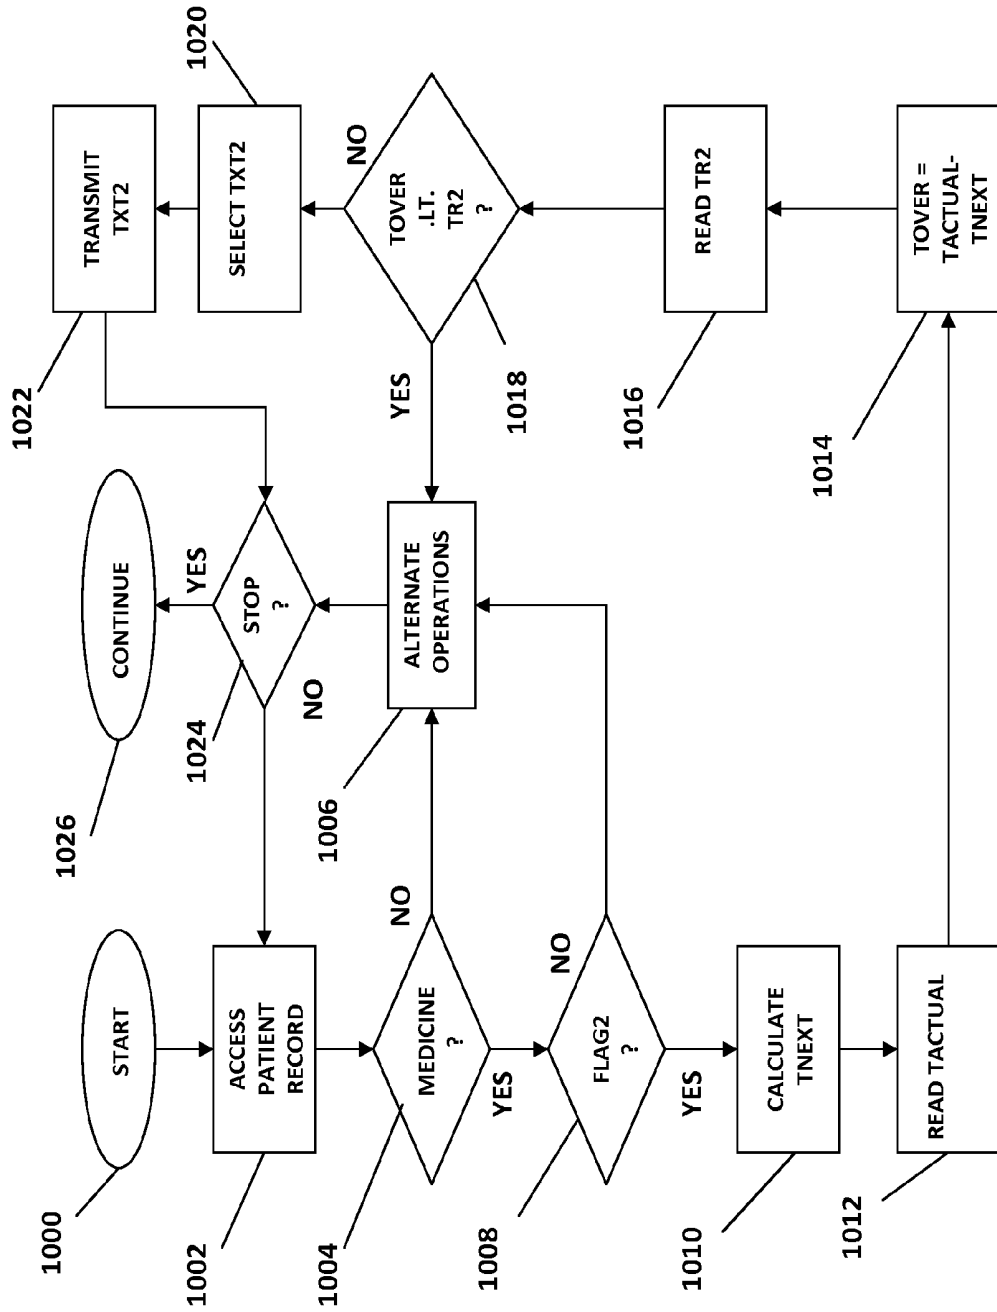 START
1000
ACCESS
PATIENT
RECORD
1002
MEDICINE
?
1004
NO
YES
FLAG2
?
1008
NO
YES
CALCULATE
TNEXT
1010
READ TACTUAL
1012
CONTINUE
1026
YES
STOP
?
1024
NO
ALTERNATE
OPERATIONS
1006
TRANSMIT
TXT2
1022
SELECT TXT2
1020
NO
TOVER
.LT.
TR2
?
1018
YES
READ TR2
1016
TOVER =
TACTUAL-
TNEXT
1014